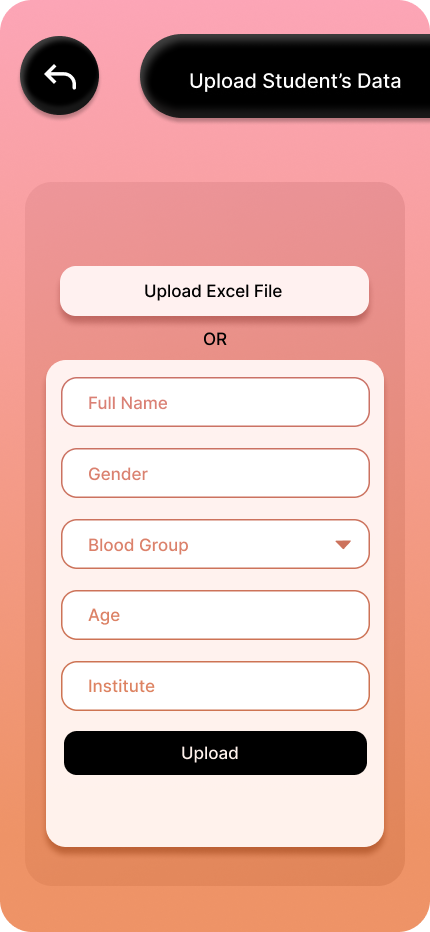 Upload Student’s Data
Upload Excel File
OR
Full Name
Gender
Blood Group
Age
Institute
Upload